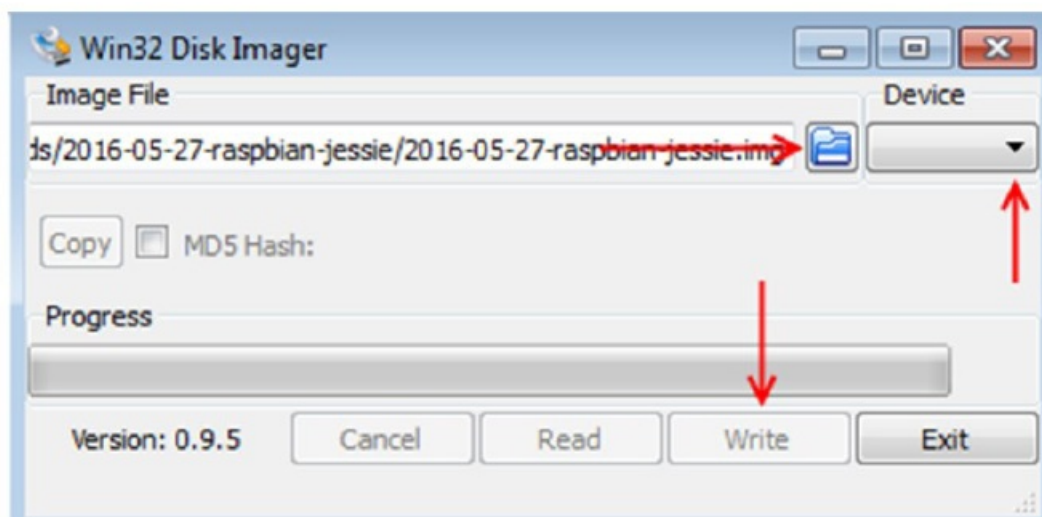 Win32 Disk Imager
Image File
Device
ds/2016-05-27-raspbian-jessie/2016-05-27-raspbian-jessie.img
Copy
MD5 Hash:
Progress
Version: 0.9.5
Cancel
Read
Write
Exit